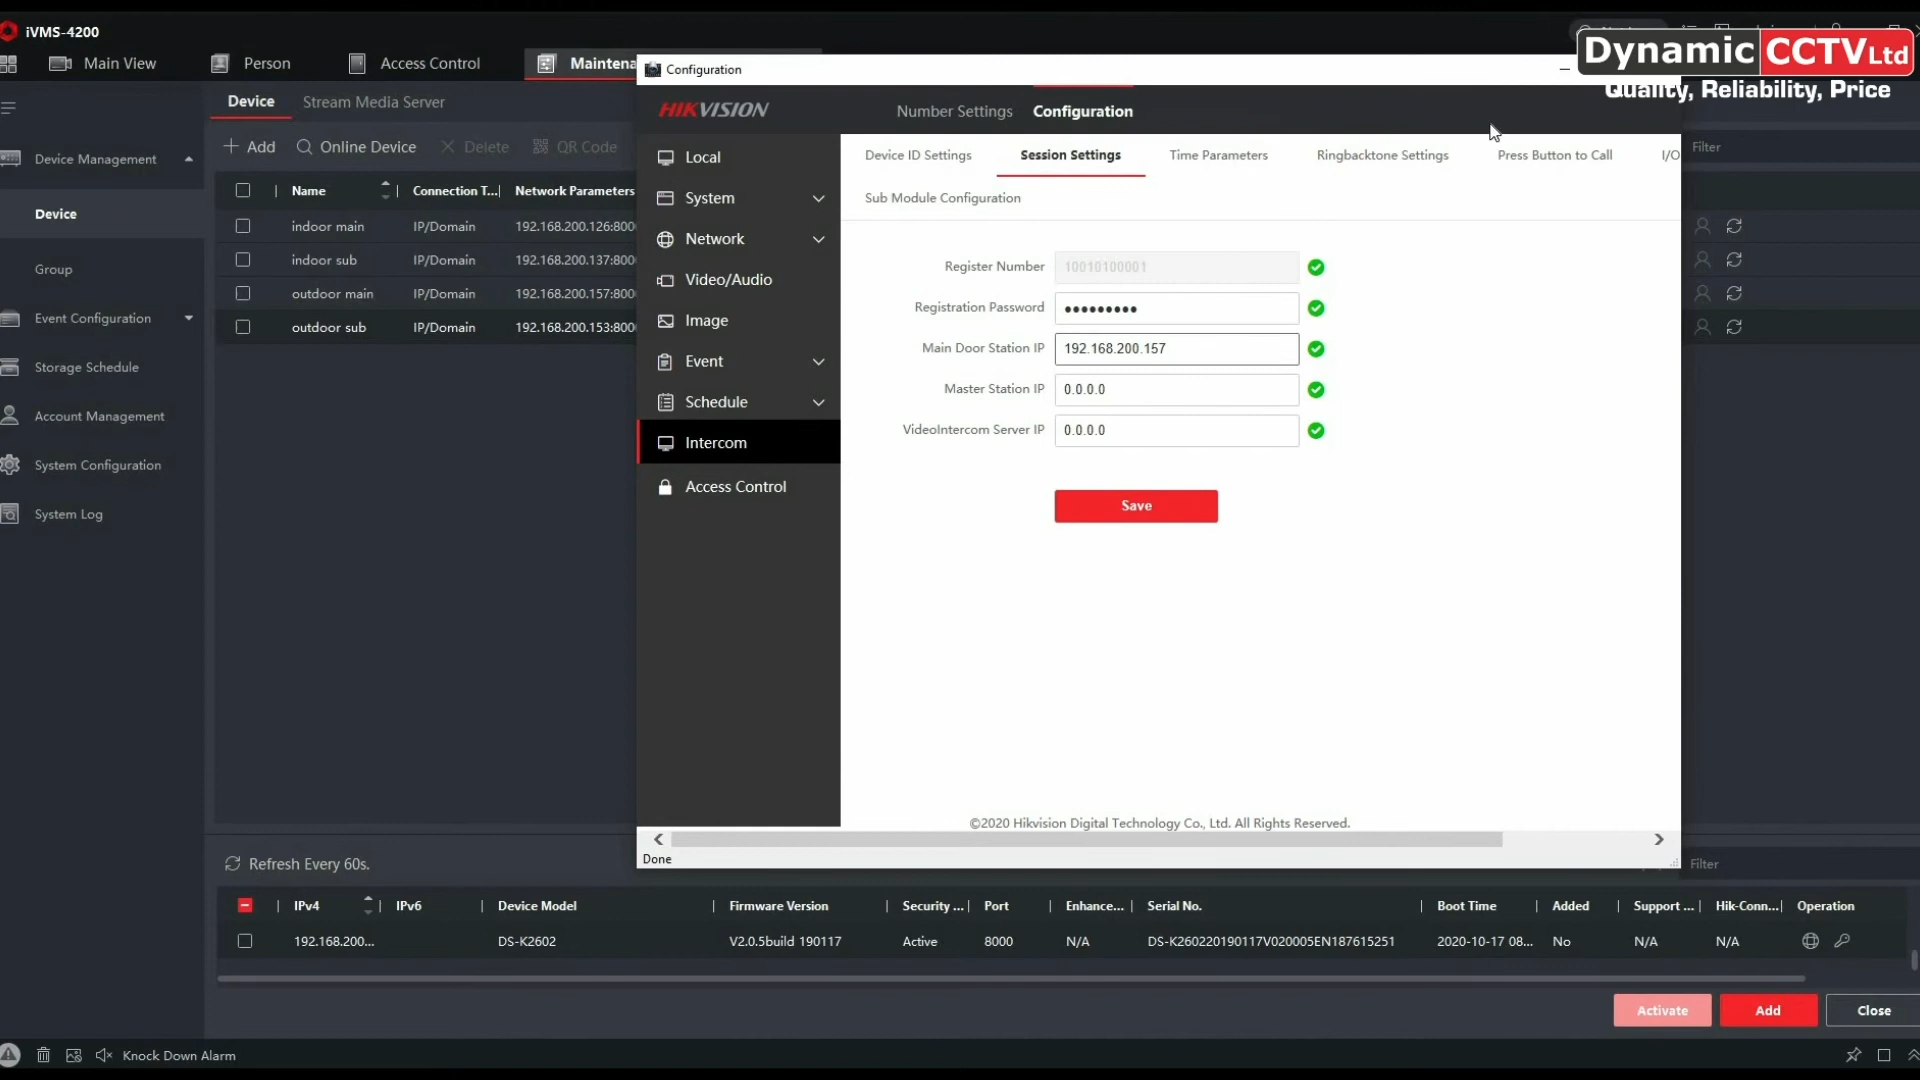 iVMS-4200
Dynamic CCTV Ltd
Quality, Reliability, Price
Main View
Person
Access Control
Maintena
Configuration
Device
Stream Media Server
HIKVISION
Number Settings
Configuration
Add
Online Device
Delete
QR Code
Filter
Device Management
Device
Group
Event Configuration
Storage Schedule
Account Management
System Configuration
System Log
Name
Connection T...
Network Parameters
indoor main
IP/Domain
192.168.200.126:800
indoor sub
IP/Domain
192.168.200.137:800
outdoor main
IP/Domain
192.168.200.157:800
outdoor sub
IP/Domain
192.168.200.153:800
Local
System
Network
Video/Audio
Image
Event
Schedule
Intercom
Access Control
Device ID Settings
Session Settings
Time Parameters
Ringbacktone Settings
Press Button to Call
I/O
Sub Module Configuration
Register Number
10010100001
Registration Password
Main Door Station IP
192.168.200.157
Master Station IP
0.0.0.0
VideoIntercom Server IP
0.0.0.0
Save
©2020 Hikvision Digital Technology Co., Ltd. All Rights Reserved.
Done
Refresh Every 60s.
Filter
IPv4
IPv6
Device Model
Firmware Version
Security ...
Port
Enhance...
Serial No.
Boot Time
Added
Support ...
Hik-Conn...
Operation
192.168.200...
DS-K2602
V2.0.5build 190117
Active
8000
N/A
DS-K260220190117V020005EN187615251
2020-10-17 08...
No
N/A
N/A
Activate
Add
Close
Knock Down Alarm